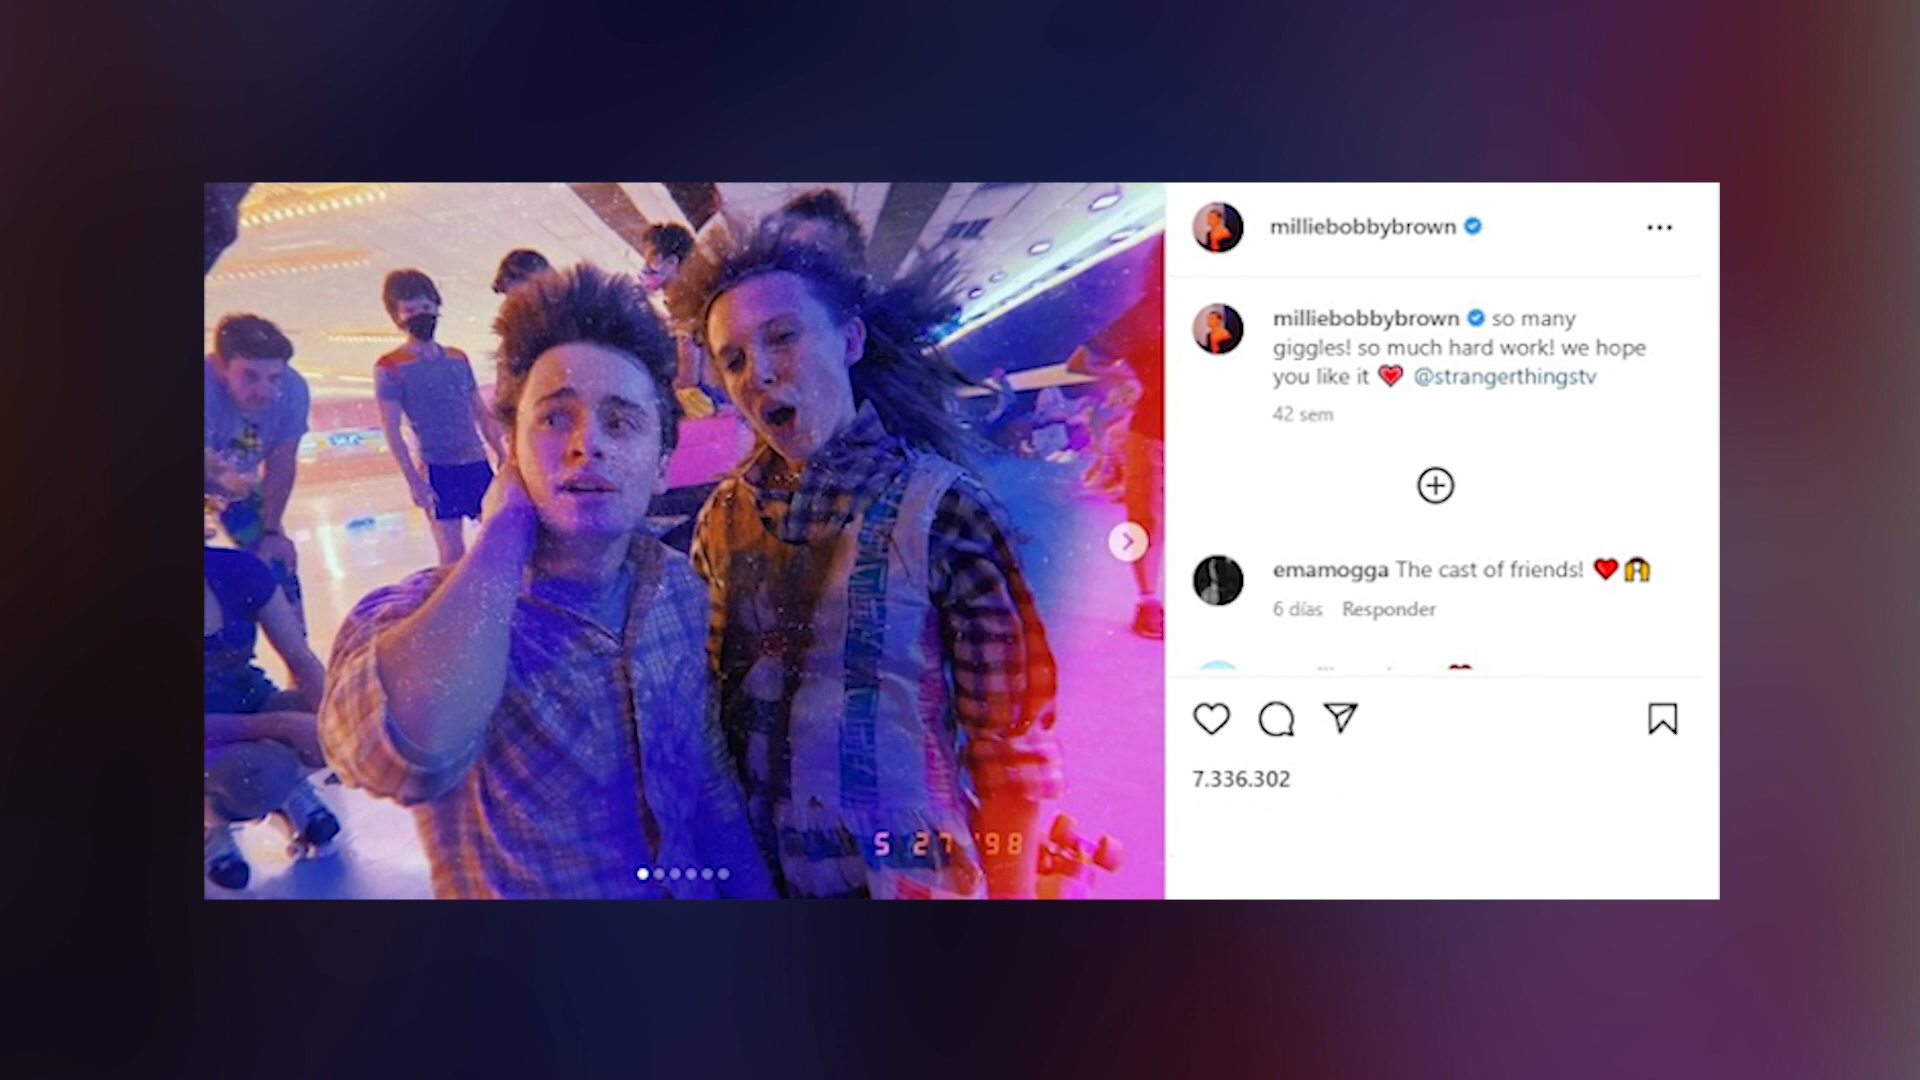 milliebobbybrown
milliebobbybrown so many
giggles! so much hard work! we hope
you like it ❤️ @strangerthingstv
42 sem
emamogga The cast of friends! ❤️🙌
6 días Responder
7.336.302
5 27 '98